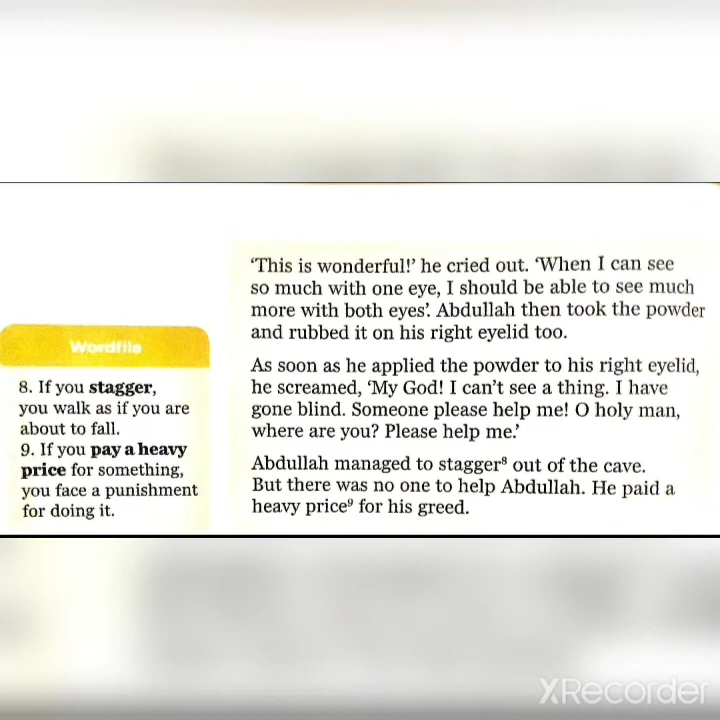 ‘This is wonderful!’ he cried out. ‘When I can see
so much with one eye, I should be able to see much
more with both eyes’. Abdullah then took the powder
and rubbed it on his right eyelid too.
As soon as he applied the powder to his right eyelid,
he screamed, ‘My God! I can’t see a thing. I have
gone blind. Someone please help me! O holy man,
where are you? Please help me.’
Abdullah managed to stagger⁸ out of the cave.
But there was no one to help Abdullah. He paid a
heavy price⁹ for his greed.
Wordfile
8. If you stagger,
you walk as if you are
about to fall.
9. If you pay a heavy
price for something,
you face a punishment
for doing it.
XRecorder